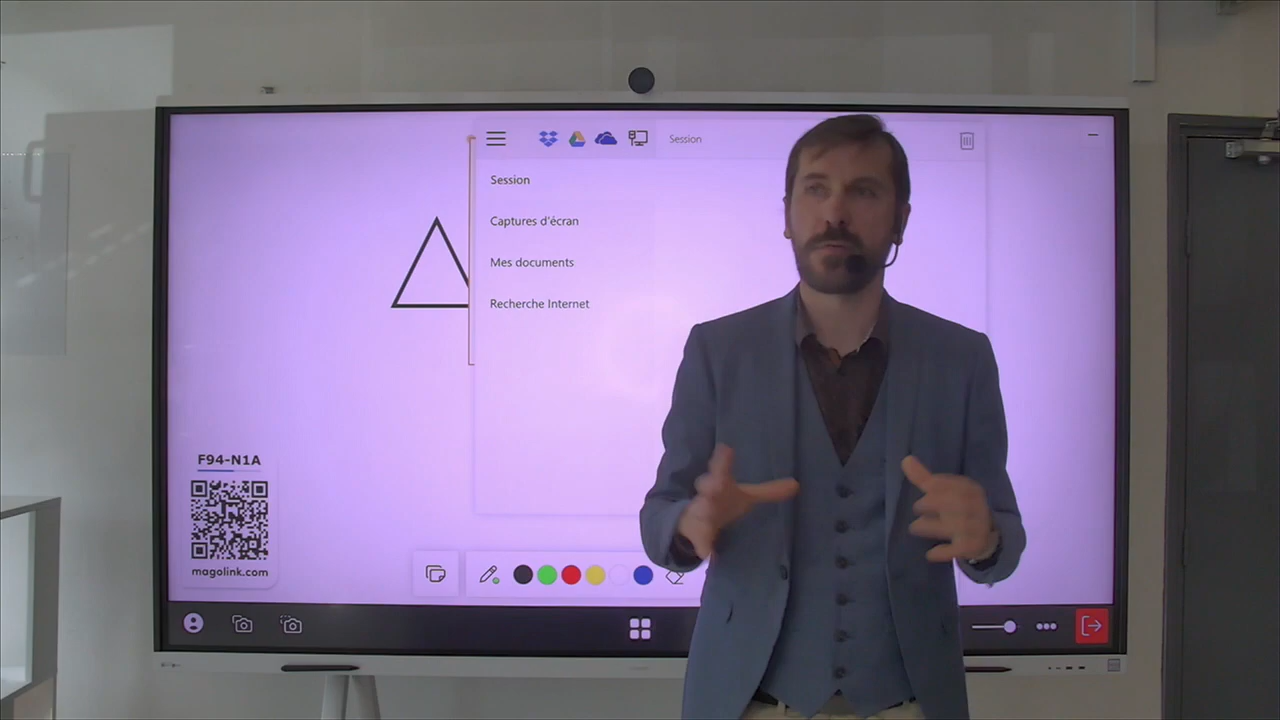 Session
Session
Captures d'écran
Mes documents
Recherche Internet
F94-N1A
magolink.com